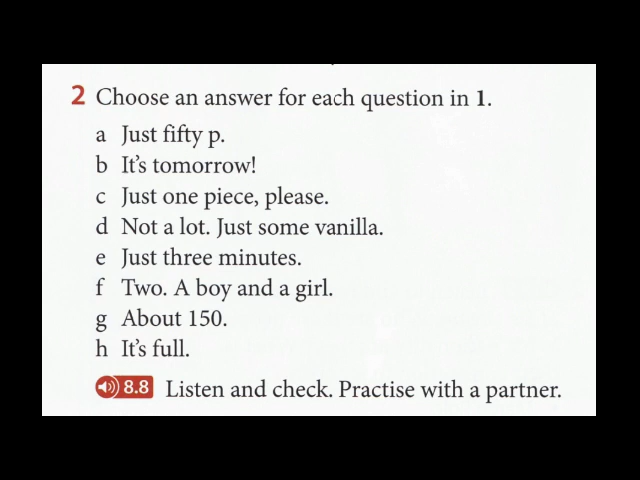 2 Choose an answer for each question in 1.
a Just fifty p.
b It's tomorrow!
c Just one piece, please.
d Not a lot. Just some vanilla.
e Just three minutes.
f Two. A boy and a girl.
g About 150.
h It's full.
8.8 Listen and check. Practise with a partner.